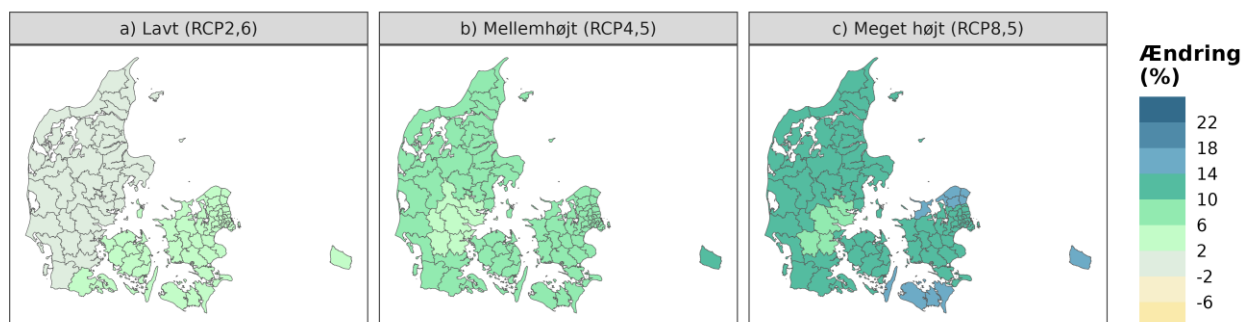 a) Lavt (RCP2,6)
b) Mellemhøjt (RCP4,5)
c) Meget højt (RCP8,5)
Ændring
(%)
22
18
14
10
6
2
-2
-6